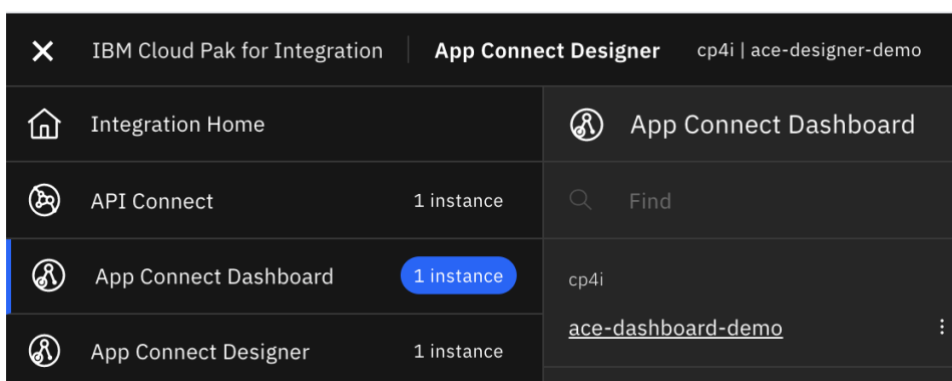 IBM Cloud Pak for Integration
App Connect Designer
cp4i | ace-designer-demo
Integration Home
API Connect
1 instance
App Connect Dashboard
1 instance
App Connect Designer
1 instance
App Connect Dashboard
Find
cp4i
ace-dashboard-demo